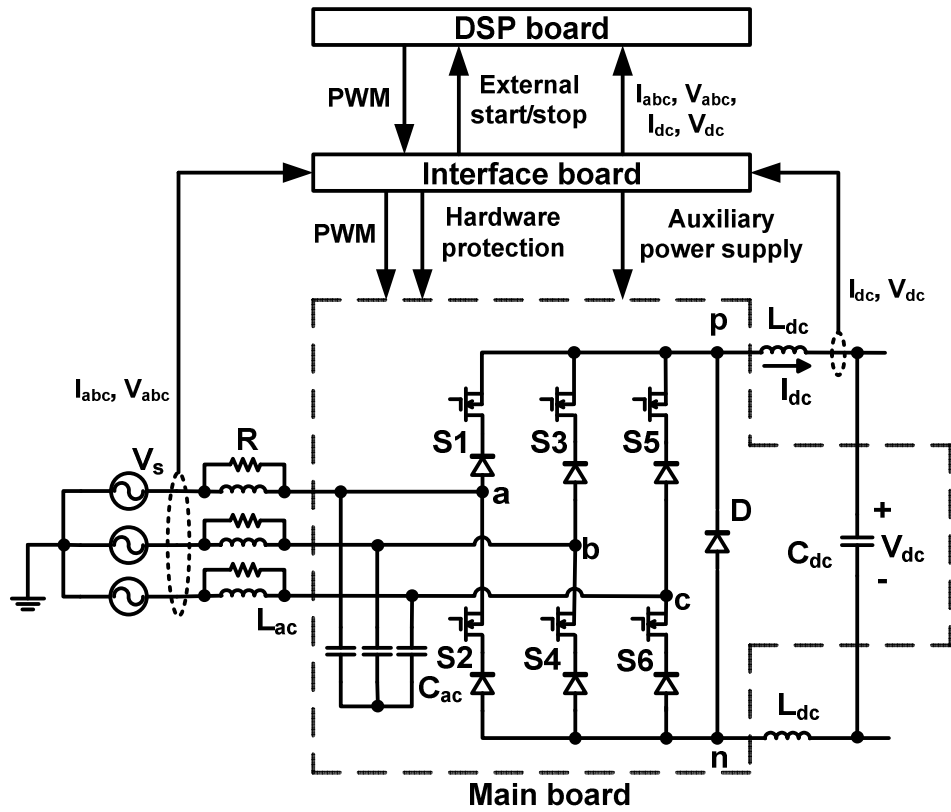 DSP board
PWM
External
start/stop
Iabc, Vabc,
Idc, Vdc
Interface board
PWM
Hardware
protection
Auxiliary
power supply
Idc, Vdc
Iabc, Vabc
p
Ldc
Idc
S1
S3
S5
R
Vs
a
b
c
D
+
Cdc
Vdc
-
Lac
S2
S4
S6
Cac
Ldc
n
Main board